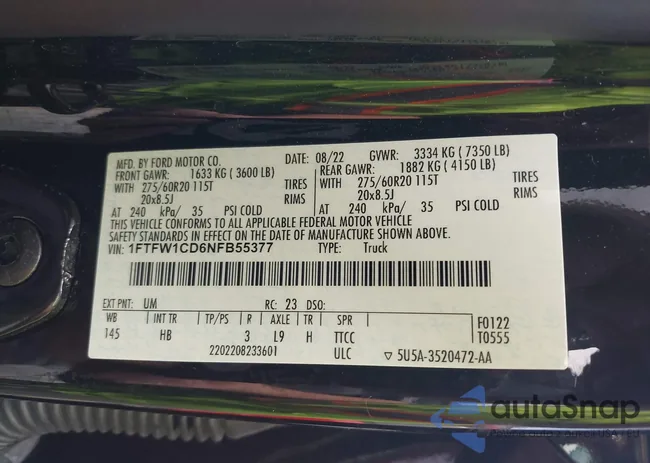 MFD. BY FORD MOTOR CO.
DATE: 08/22 GVWR: 3334 KG ( 7350 LB)
FRONT GAWR: 1633 KG ( 3600 LB)
REAR GAWR: 1882 KG ( 4150 LB)
WITH 275/60R20 115T TIRES
WITH 275/60R20 115T TIRES
20x8.5J RIMS
20x8.5J RIMS
AT 240 kPa/ 35 PSI COLD
AT 240 kPa/ 35 PSI COLD
THIS VEHICLE CONFORMS TO ALL APPLICABLE FEDERAL MOTOR VEHICLE
SAFETY STANDARDS IN EFFECT ON THE DATE OF MANUFACTURE SHOWN ABOVE.
VIN: 1FTFW1CD6NFB55377 TYPE: Truck
EXT PNT: UM RC: 23 DSO:
WB INT TR TP/PS R AXLE TR SPR F0122
145 HB 3 L9 H TTCC T0555
2202208233601 ULC ▽ 5U5A-3520472-AA
autoSnap